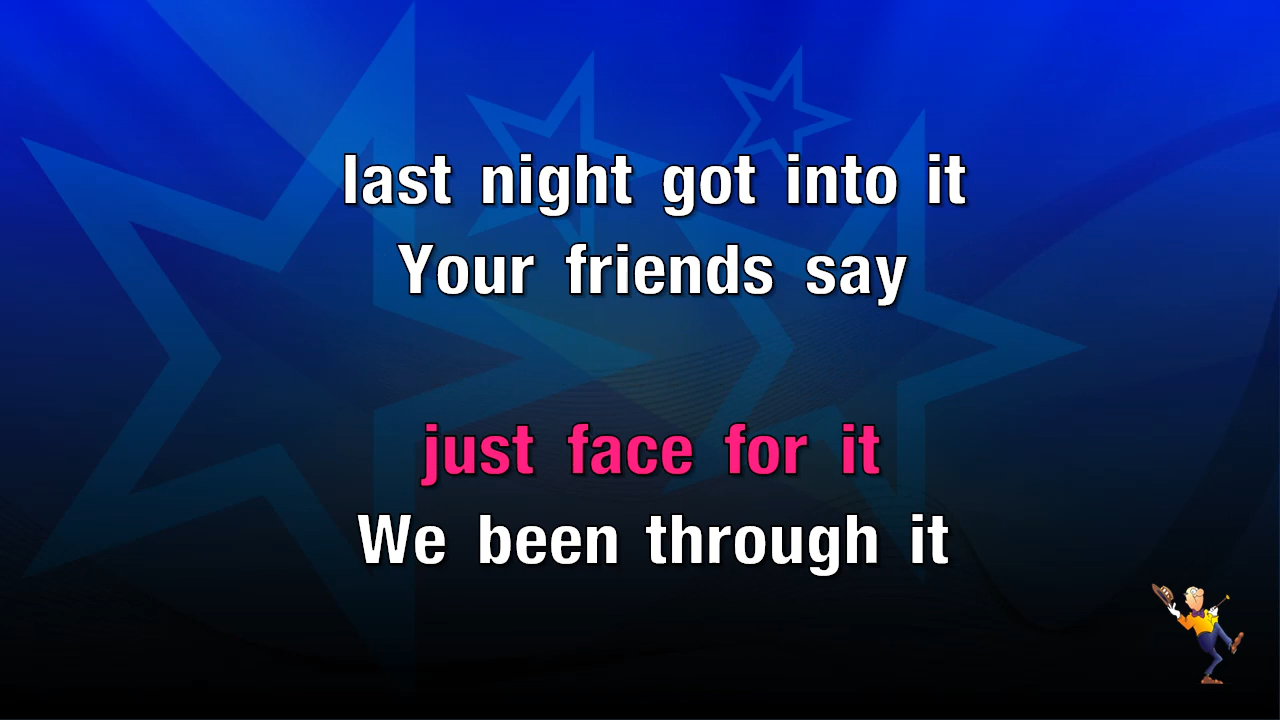 last night got into it
Your friends say
just face for it
We been through it